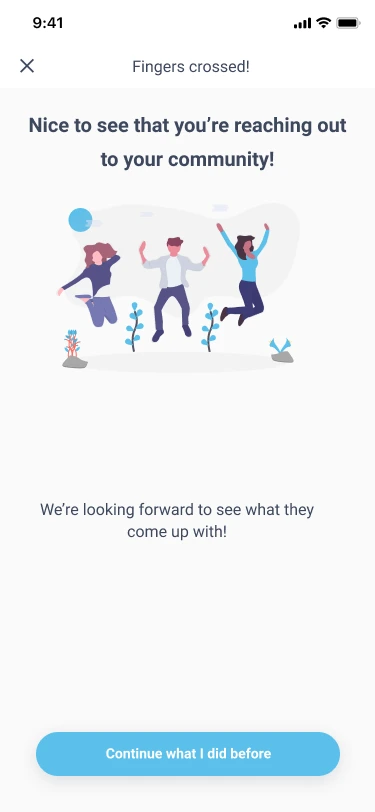 9:41
Fingers crossed!
Nice to see that you’re reaching out
to your community!
We’re looking forward to see what they
come up with!
Continue what I did before